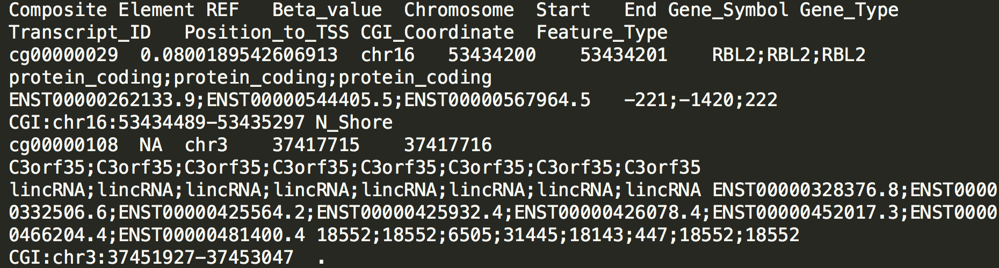 Composite Element REF Beta_value Chromosome Start End Gene_Symbol Gene_Type
Transcript_ID Position_to_TSS CGI_Coordinate Feature_Type
cg00000029 0.0800189542606913 chr16 53434200 53434201 RBL2;RBL2;RBL2
protein_coding;protein_coding;protein_coding
ENST00000262133.9;ENST00000544405.5;ENST00000567964.5 -221;-1420;222
CGI:chr16:53434489-53435297 N_Shore
cg00000108 NA chr3 37417715 37417716
C3orf35;C3orf35;C3orf35;C3orf35;C3orf35;C3orf35;C3orf35;C3orf35
lincRNA;lincRNA;lincRNA;lincRNA;lincRNA;lincRNA;lincRNA;lincRNA ENST00000328376.8;ENST0000
0332506.6;ENST00000425564.2;ENST00000425932.4;ENST00000426078.4;ENST00000452017.3;ENST0000
0466204.4;ENST00000481400.4 18552;18552;6505;31445;18143;447;18552;18552
CGI:chr3:37451927-37453047 .